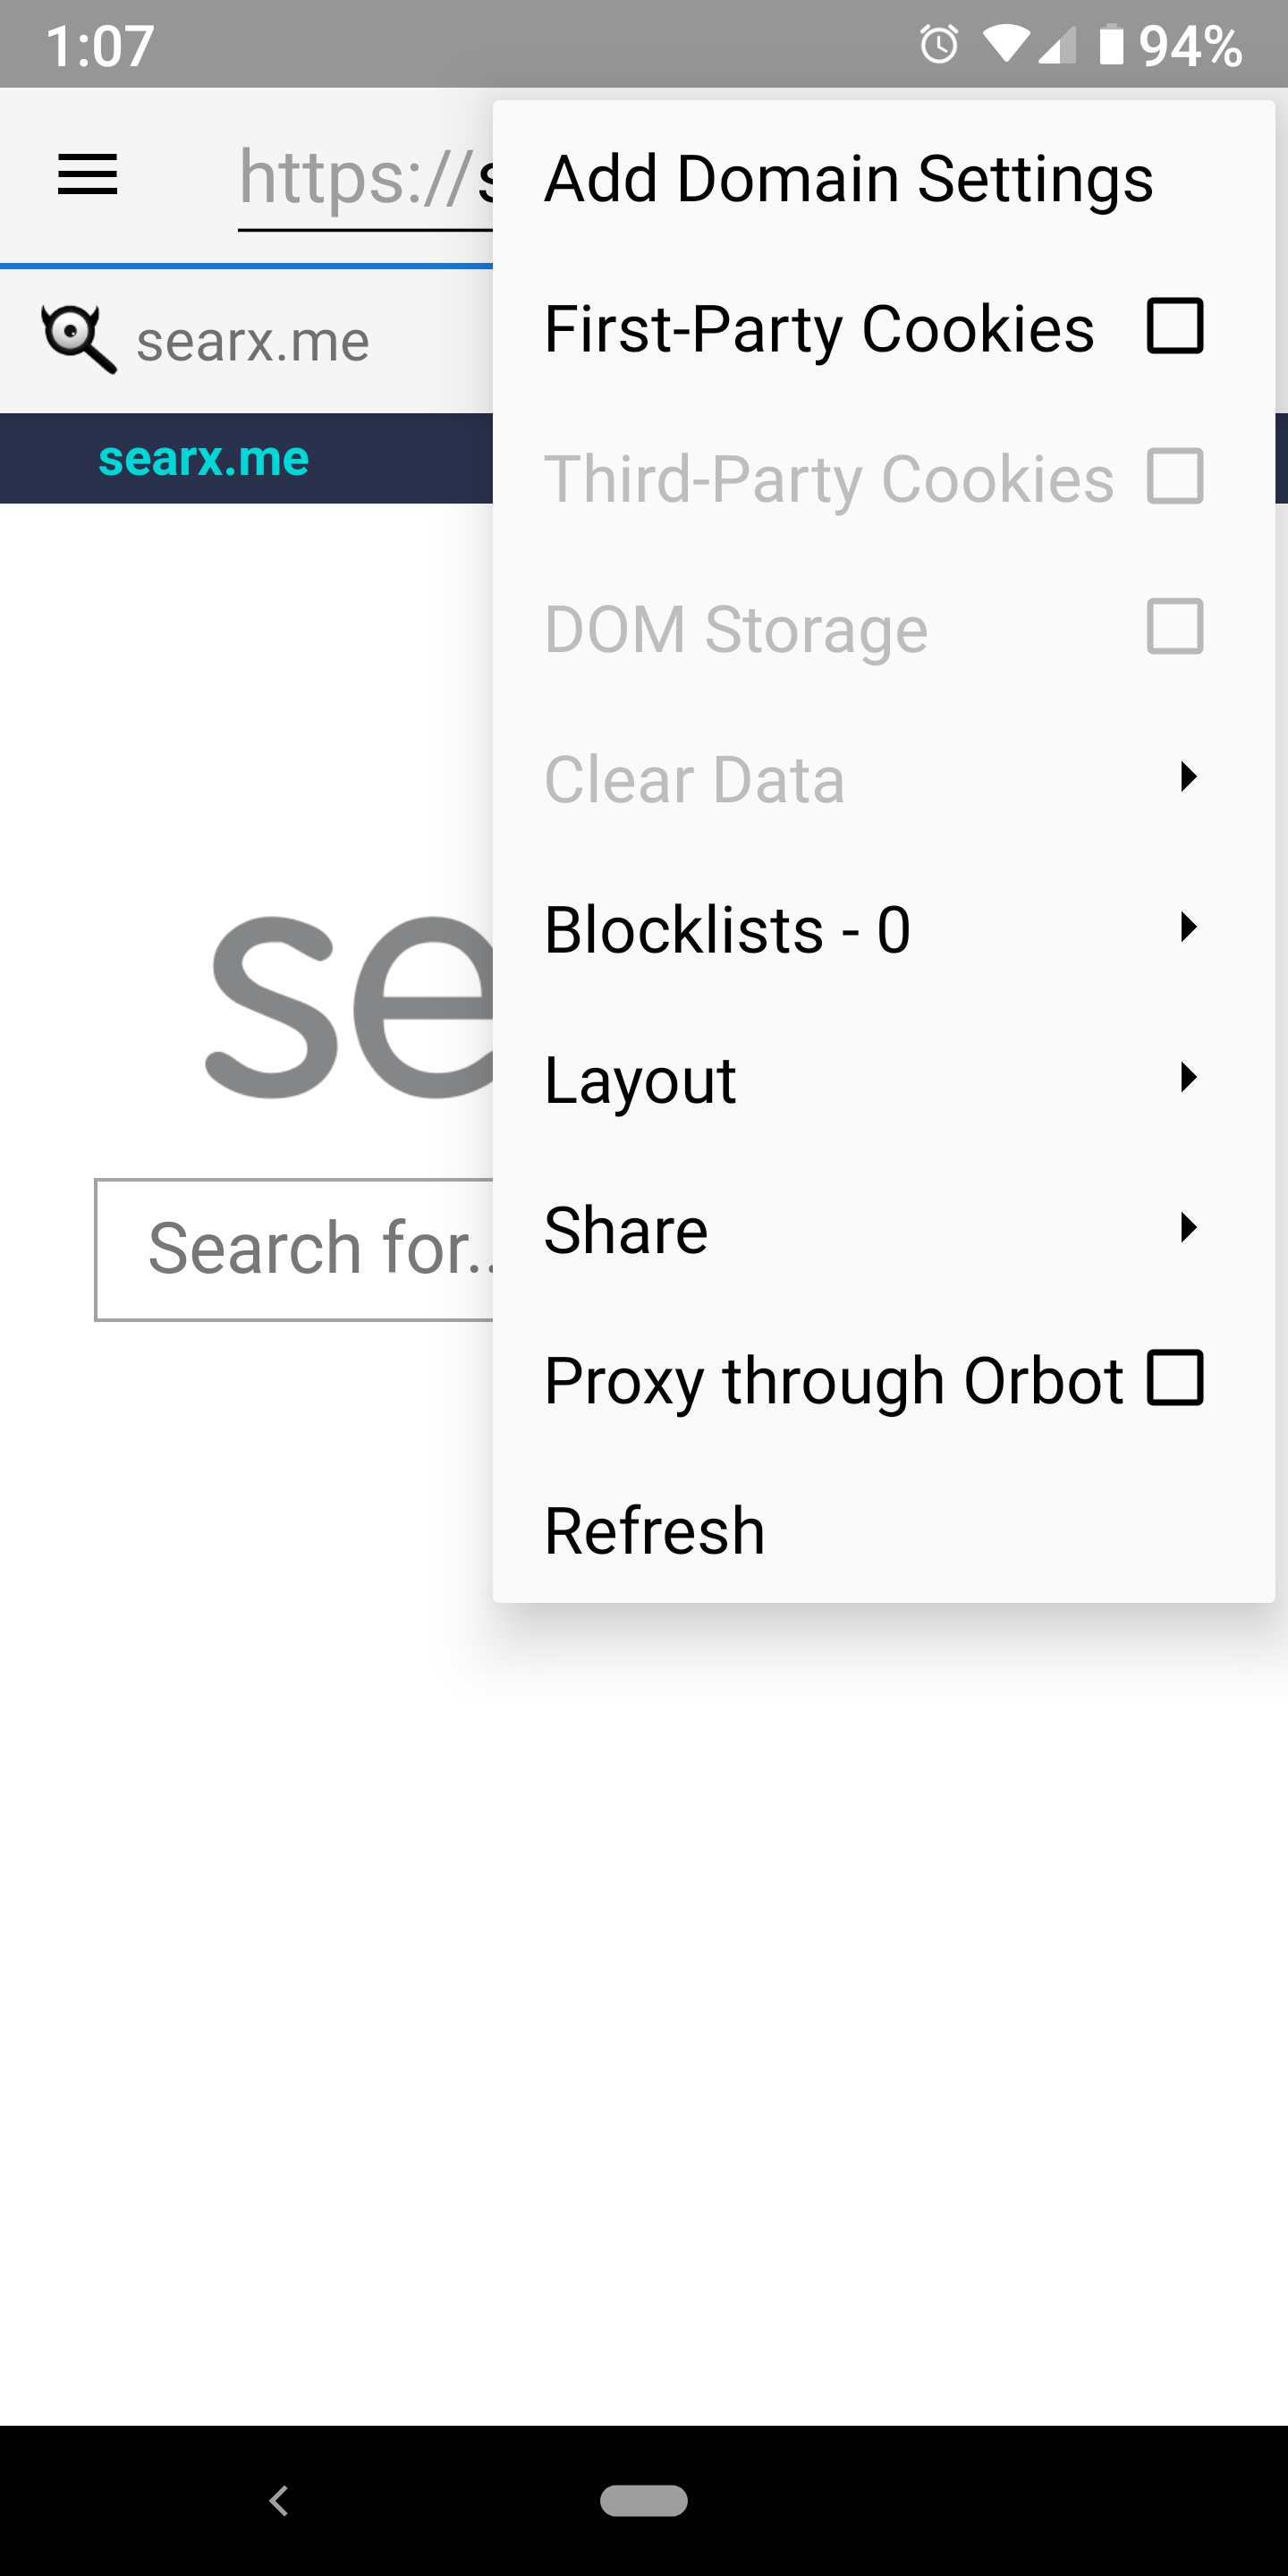 1:07
94%
https://s
searx.me
searx.me
se
Search for..
Add Domain Settings
First-Party Cookies
Third-Party Cookies
DOM Storage
Clear Data
Blocklists - 0
Layout
Share
Proxy through Orbot
Refresh